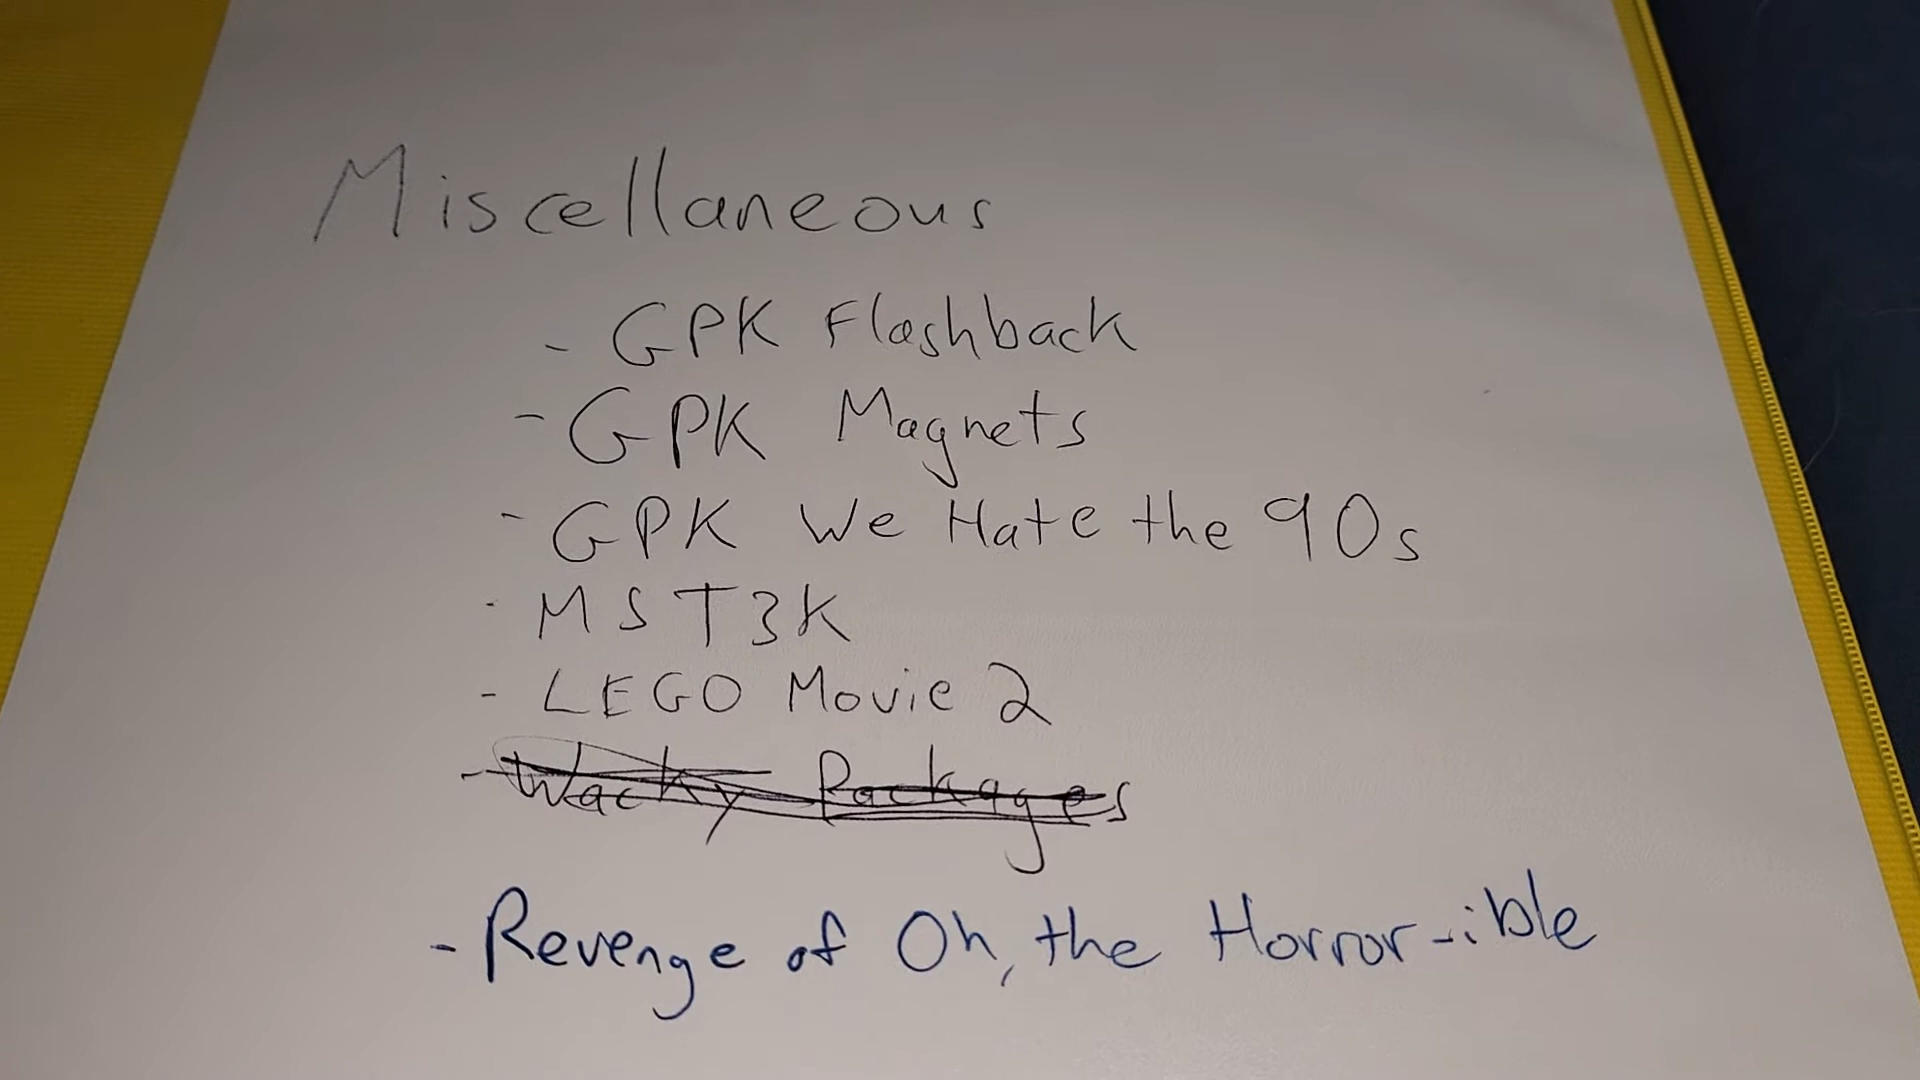 Miscellaneous
- GPK Flashback
- GPK Magnets
- GPK We Hate the 90s
- MST3K
- LEGO Movie 2
- Wacky Packages
- Revenge of Oh, the Horror-ible